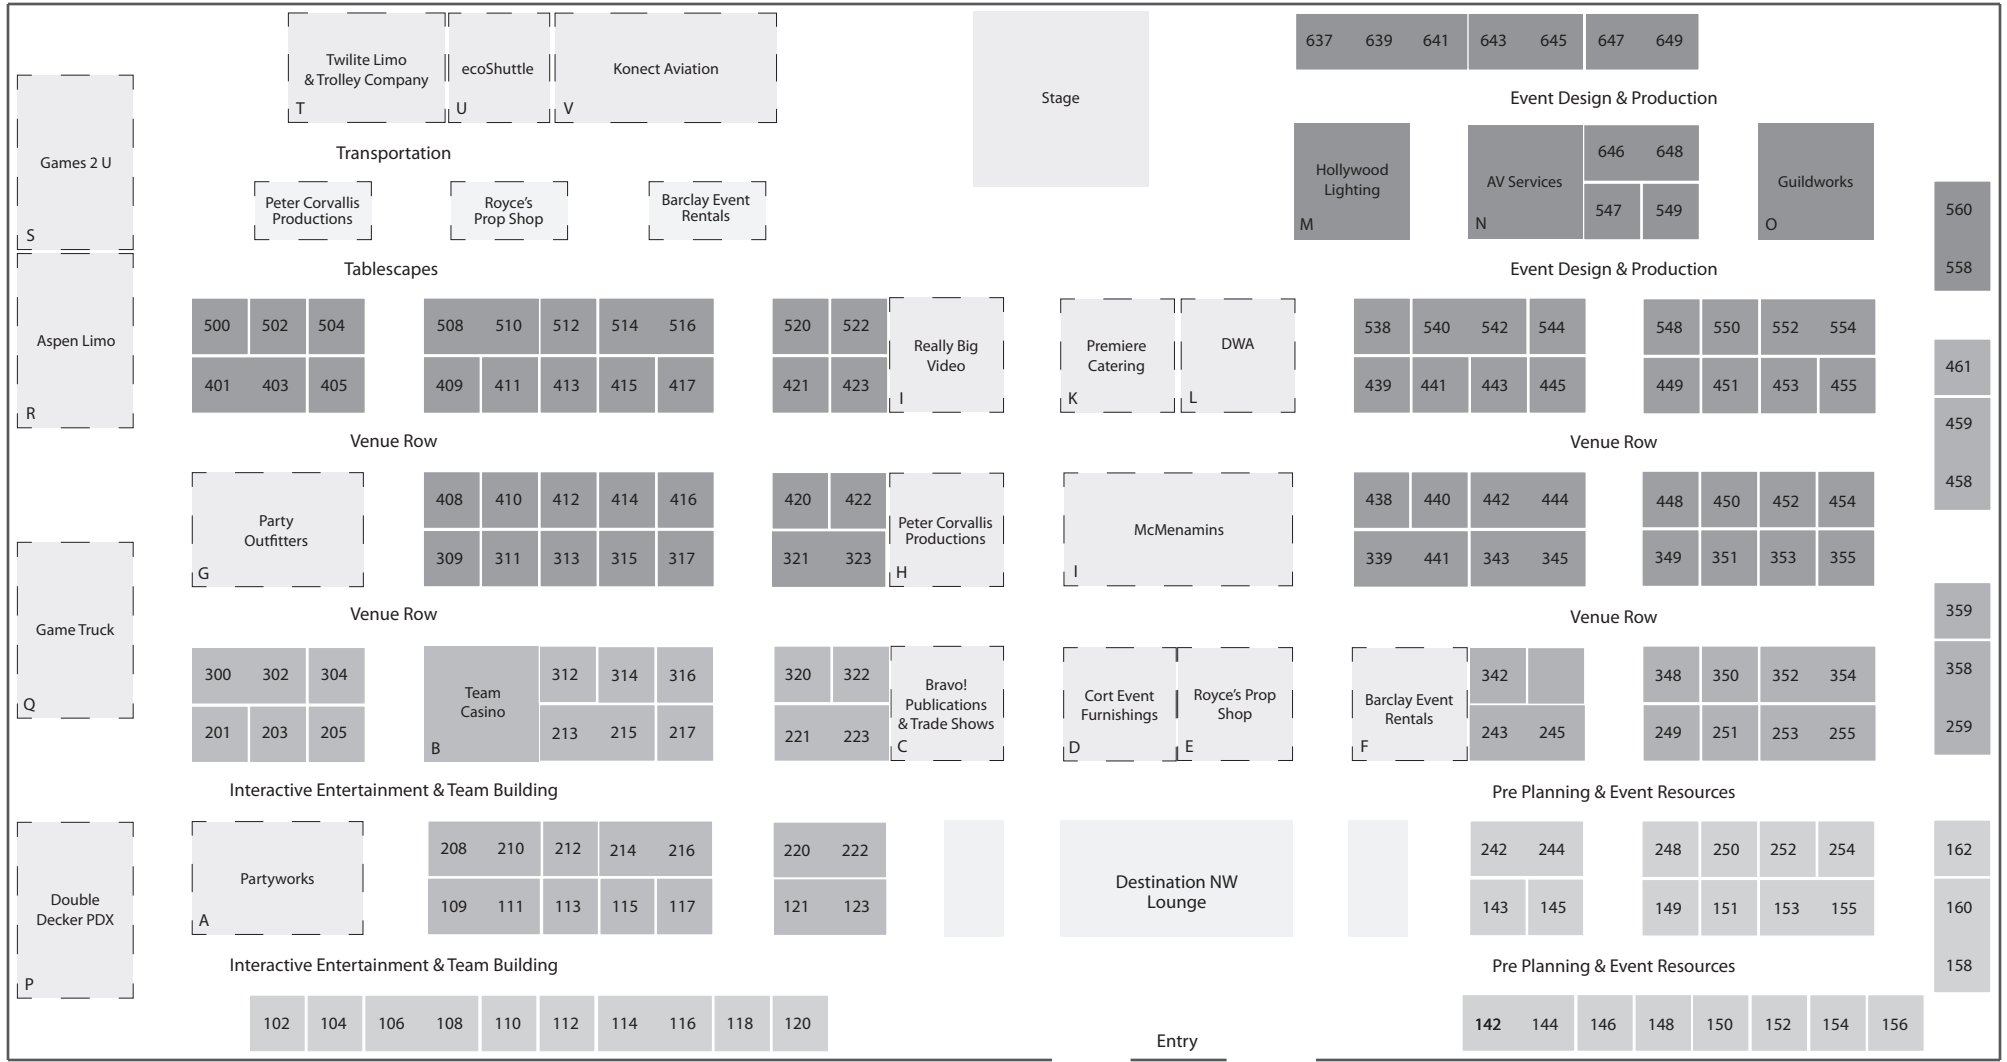 637 639 641 643 645 647 649
Twilite Limo
& Trolley Company
T
ecoShuttle
U
Konect Aviation
V
Stage
Event Design & Production
Games 2 U
S
Transportation
Hollywood
Lighting
M
AV Services
N
646 648
547 549
Guildworks
O
560
558
Peter Corvallis
Productions
Royce's
Prop Shop
Barclay Event
Rentals
Tablescapes
Event Design & Production
Aspen Limo
R
500 502 504
401 403 405
508 510 512 514 516
409 411 413 415 417
520 522
421 423
Really Big
Video
I
Premiere
Catering
K
DWA
L
538 540 542 544
439 441 443 445
548 550 552 554
449 451 453 455
461
459
458
Venue Row
Venue Row
Party
Outfitters
G
408 410 412 414 416
309 311 313 315 317
420 422
321 323
Peter Corvallis
Productions
H
McMenamins
I
438 440 442 444
339 441 343 345
448 450 452 454
349 351 353 355
Venue Row
Venue Row
Game Truck
Q
359
358
259
300 302 304
201 203 205
Team
Casino
B
312 314 316
213 215 217
320 322
221 223
Bravo!
Publications
& Trade Shows
C
Cort Event
Furnishings
D
Royce's Prop
Shop
E
Barclay Event
Rentals
F
342
243 245
348 350 352 354
249 251 253 255
Interactive Entertainment & Team Building
Pre Planning & Event Resources
Double
Decker PDX
P
Partyworks
A
208 210 212 214 216
109 111 113 115 117
220 222
121 123
Destination NW
Lounge
242 244
143 145
248 250 252 254
149 151 153 155
162
160
158
Interactive Entertainment & Team Building
Pre Planning & Event Resources
102 104 106 108 110 112 114 116 118 120
Entry
142 144 146 148 150 152 154 156